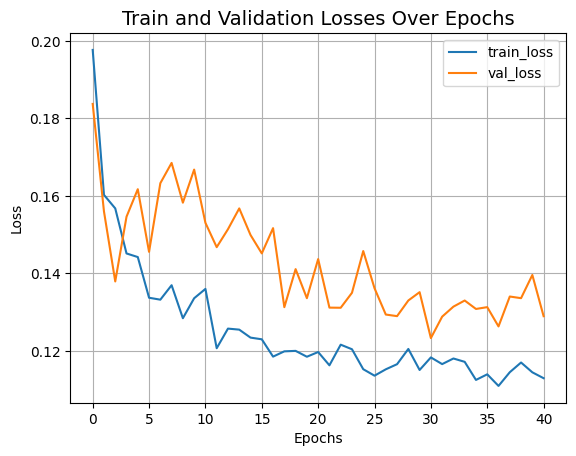 Train and Validation Losses Over Epochs
train_loss
val_loss
0.20
0.18
0.16
0.14
0.12
Loss
0 5 10 15 20 25 30 35 40
Epochs